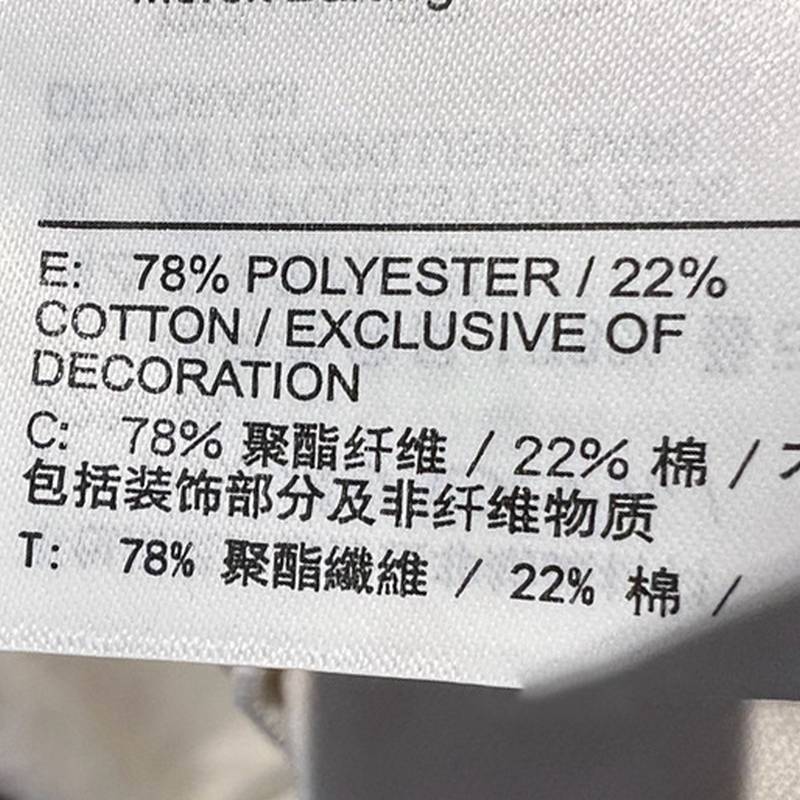 E: 78% POLYESTER / 22%
COTTON / EXCLUSIVE OF
DECORATION
C: 78% 聚酯纤维 / 22% 棉 /
包括装饰部分及非纤维物质
T: 78% 聚酯纖維 / 22% 棉 /